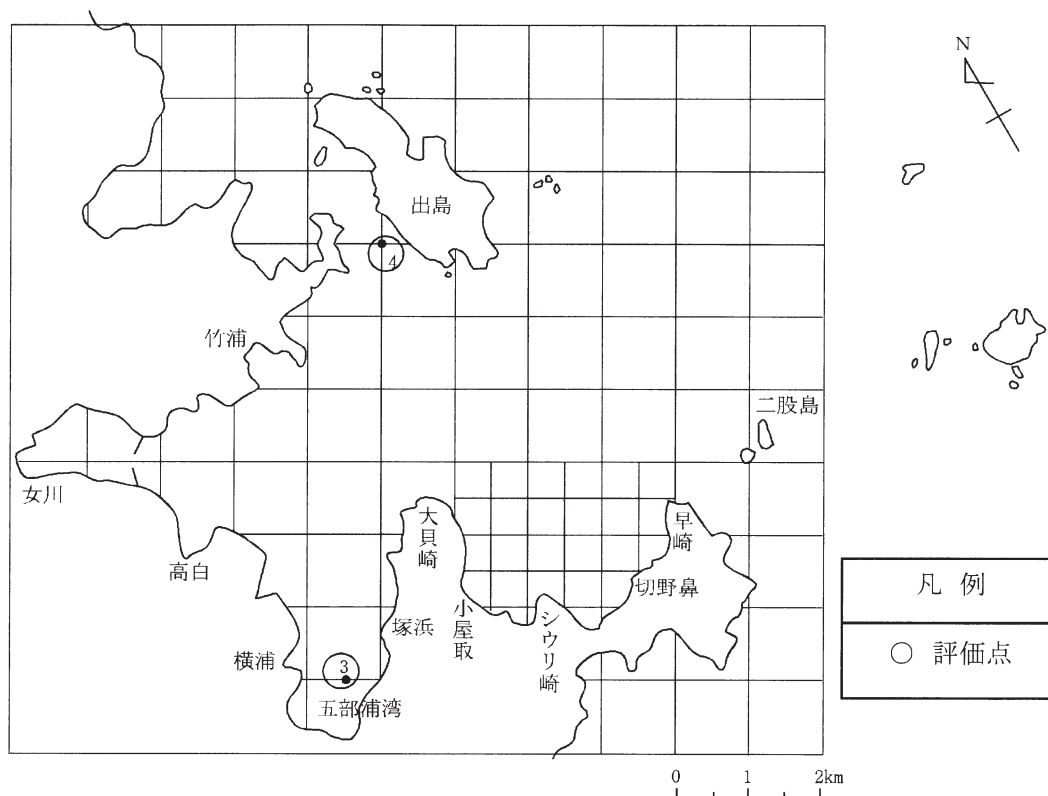 N
出島
4
竹浦
二股島
女川
大貝崎
早崎
高白
切野鼻
小屋取
シウリ崎
塚浜
横浦
3
五部浦湾
凡例
○ 評価点
0 1 2km